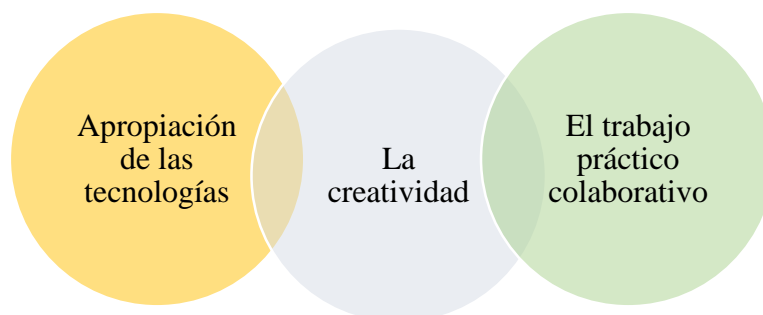 Apropiación
de las
tecnologías
La
creatividad
El trabajo
práctico
colaborativo